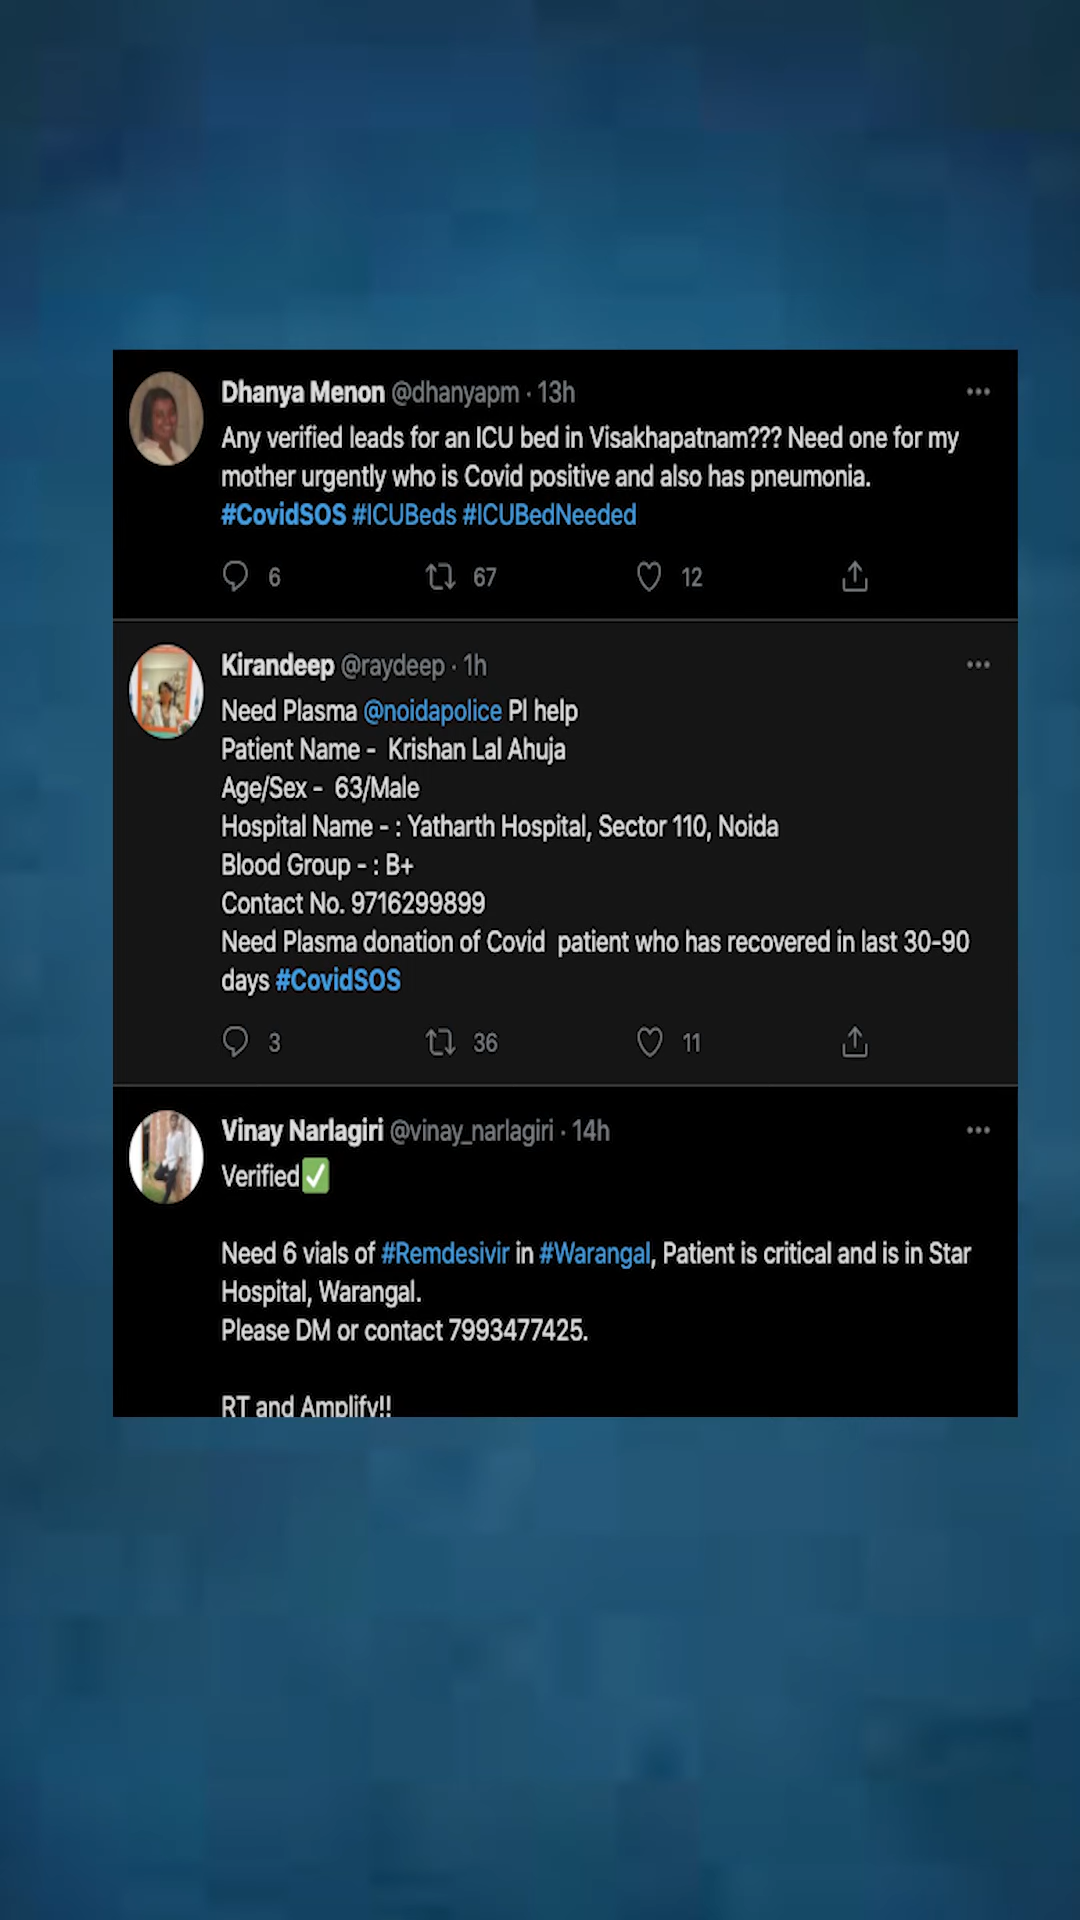 Dhanya Menon @dhanyapm · 13h
Any verified leads for an ICU bed in Visakhapatnam??? Need one for my
mother urgently who is Covid positive and also has pneumonia.
#CovidSOS #ICUBeds #ICUBedNeeded
6 67 12
Kirandeep @raydeep · 1h
Need Plasma @noidapolice Pl help
Patient Name - Krishan Lal Ahuja
Age/Sex - 63/Male
Hospital Name - : Yatharth Hospital, Sector 110, Noida
Blood Group - : B+
Contact No. 9716299899
Need Plasma donation of Covid patient who has recovered in last 30-90
days #CovidSOS
3 36 11
Vinay Narlagiri @vinay_narlagiri · 14h
Verified✅
Need 6 vials of #Remdesivir in #Warangal, Patient is critical and is in Star
Hospital, Warangal.
Please DM or contact 7993477425.
RT and Amplify!!